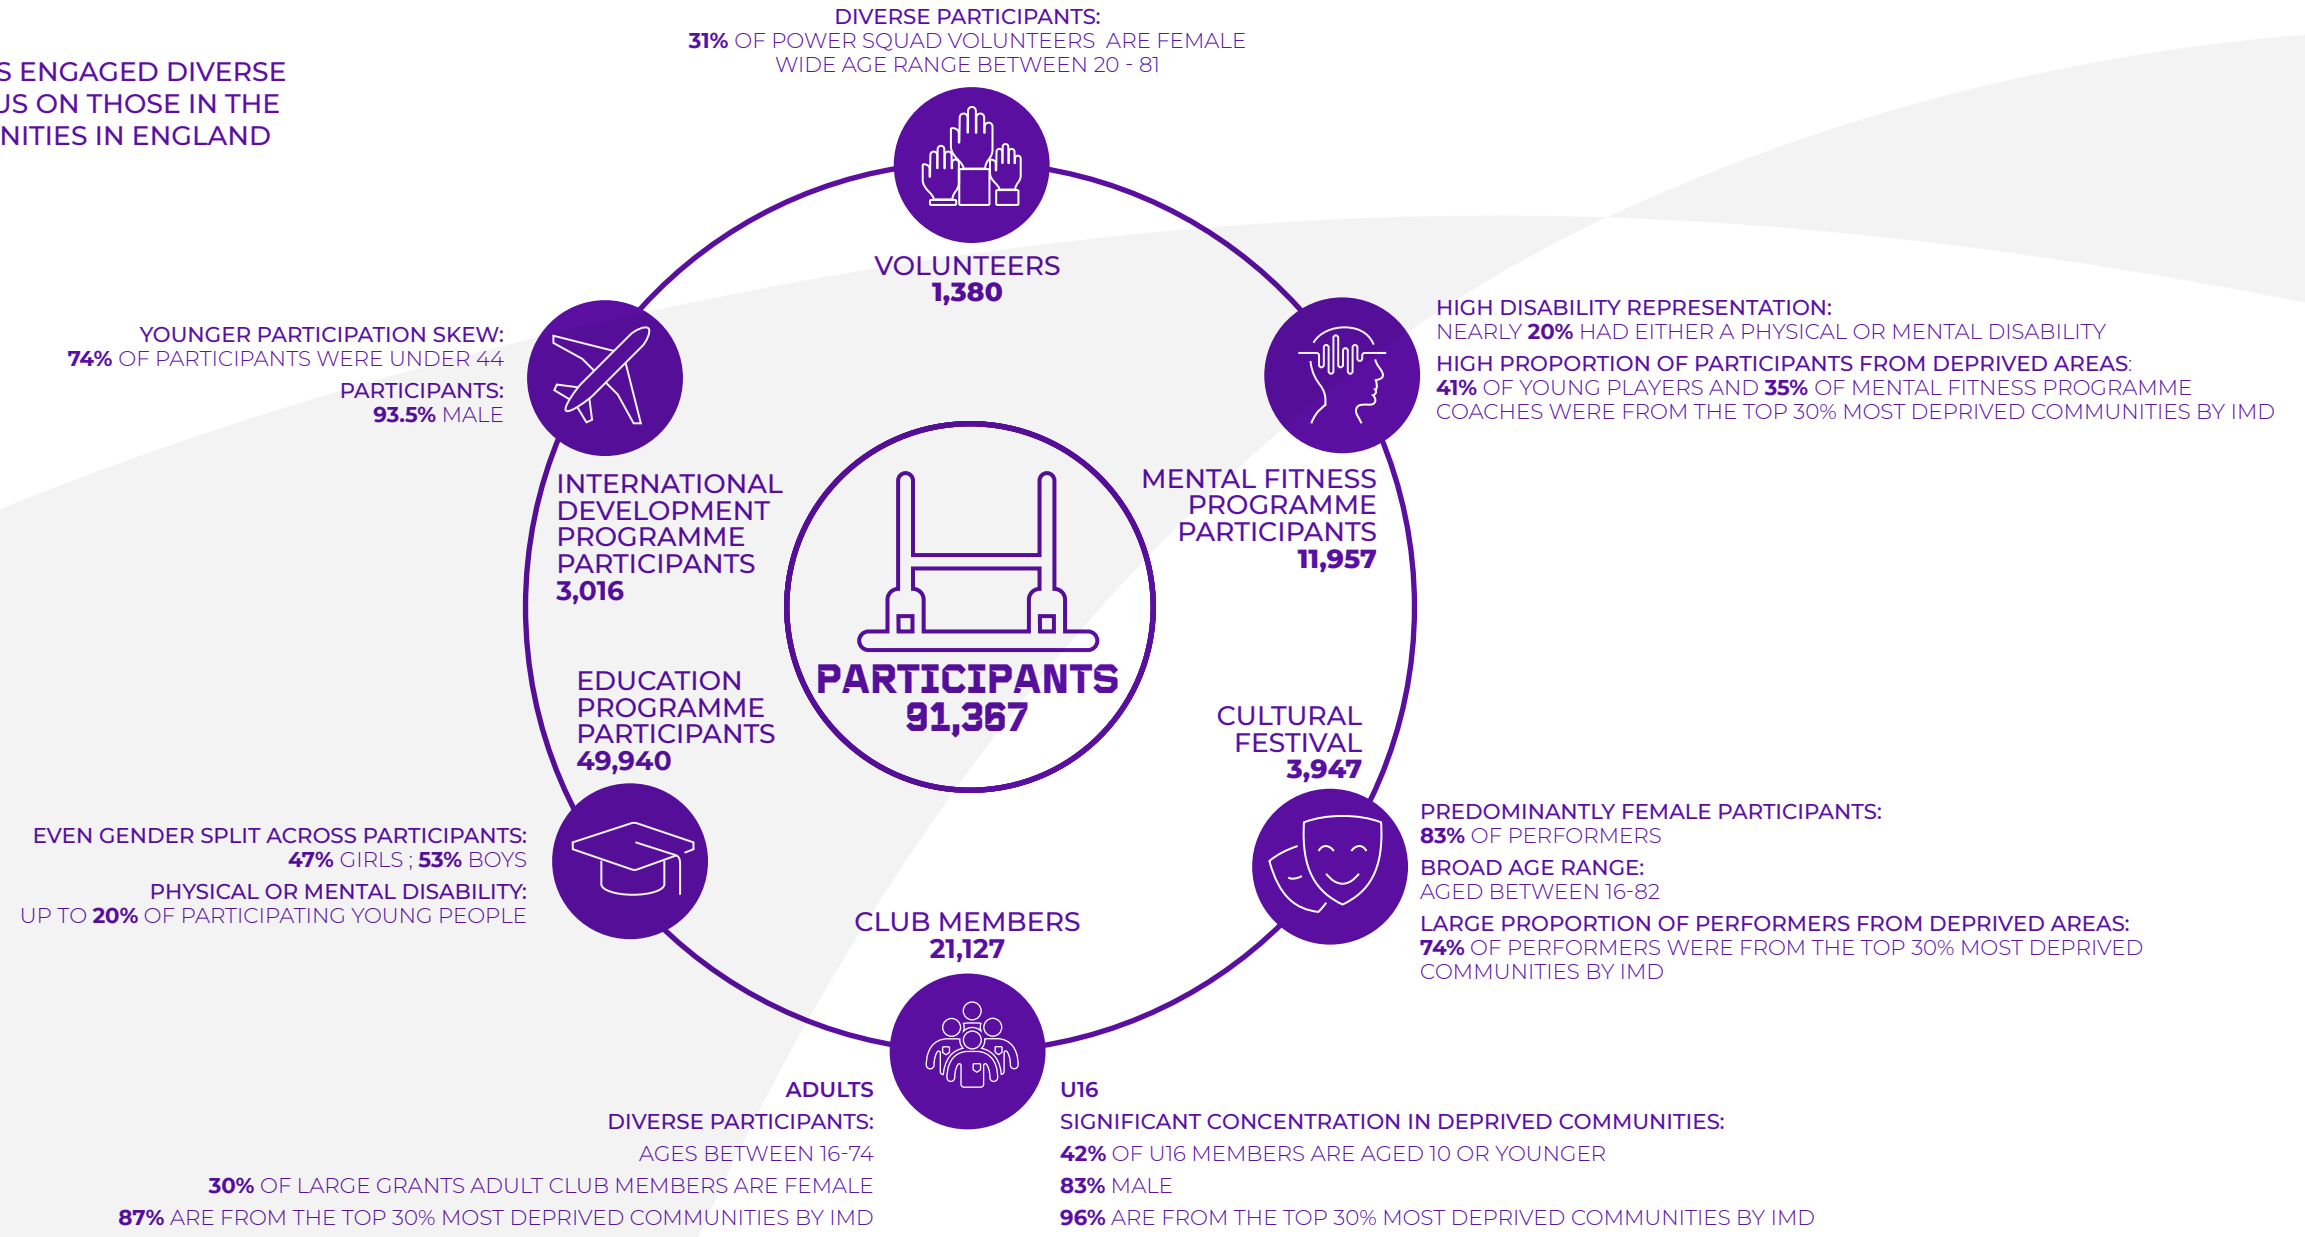 S ENGAGED DIVERSE
US ON THOSE IN THE
NITIES IN ENGLAND
DIVERSE PARTICIPANTS:
31% OF POWER SQUAD VOLUNTEERS ARE FEMALE
WIDE AGE RANGE BETWEEN 20 - 81
VOLUNTEERS
1,380
YOUNGER PARTICIPATION SKEW:
74% OF PARTICIPANTS WERE UNDER 44
PARTICIPANTS:
93.5% MALE
INTERNATIONAL
DEVELOPMENT
PROGRAMME
PARTICIPANTS
3,016
HIGH DISABILITY REPRESENTATION:
NEARLY 20% HAD EITHER A PHYSICAL OR MENTAL DISABILITY
HIGH PROPORTION OF PARTICIPANTS FROM DEPRIVED AREAS:
41% OF YOUNG PLAYERS AND 35% OF MENTAL FITNESS PROGRAMME
COACHES WERE FROM THE TOP 30% MOST DEPRIVED COMMUNITIES BY IMD
MENTAL FITNESS
PROGRAMME
PARTICIPANTS
11,957
PARTICIPANTS
91,367
EDUCATION
PROGRAMME
PARTICIPANTS
49,940
EVEN GENDER SPLIT ACROSS PARTICIPANTS:
47% GIRLS ; 53% BOYS
PHYSICAL OR MENTAL DISABILITY:
UP TO 20% OF PARTICIPATING YOUNG PEOPLE
CULTURAL
FESTIVAL
3,947
PREDOMINANTLY FEMALE PARTICIPANTS:
83% OF PERFORMERS
BROAD AGE RANGE:
AGED BETWEEN 16-82
LARGE PROPORTION OF PERFORMERS FROM DEPRIVED AREAS:
74% OF PERFORMERS WERE FROM THE TOP 30% MOST DEPRIVED
COMMUNITIES BY IMD
CLUB MEMBERS
21,127
ADULTS
DIVERSE PARTICIPANTS:
AGES BETWEEN 16-74
30% OF LARGE GRANTS ADULT CLUB MEMBERS ARE FEMALE
87% ARE FROM THE TOP 30% MOST DEPRIVED COMMUNITIES BY IMD
U16
SIGNIFICANT CONCENTRATION IN DEPRIVED COMMUNITIES:
42% OF U16 MEMBERS ARE AGED 10 OR YOUNGER
83% MALE
96% ARE FROM THE TOP 30% MOST DEPRIVED COMMUNITIES BY IMD